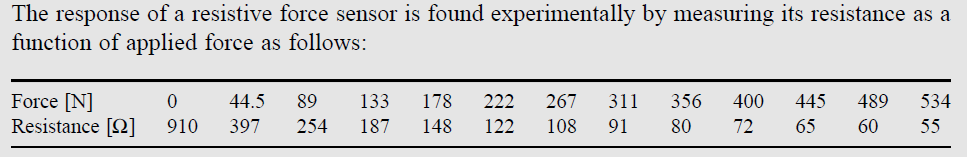 The response of a resistive force sensor is found experimentally by measuring its resistance as a
function of applied force as follows:
Force [N] 0 44.5 89 133 178 222 267 311 356 400 445 489 534
Resistance [Ω] 910 397 254 187 148 122 108 91 80 72 65 60 55